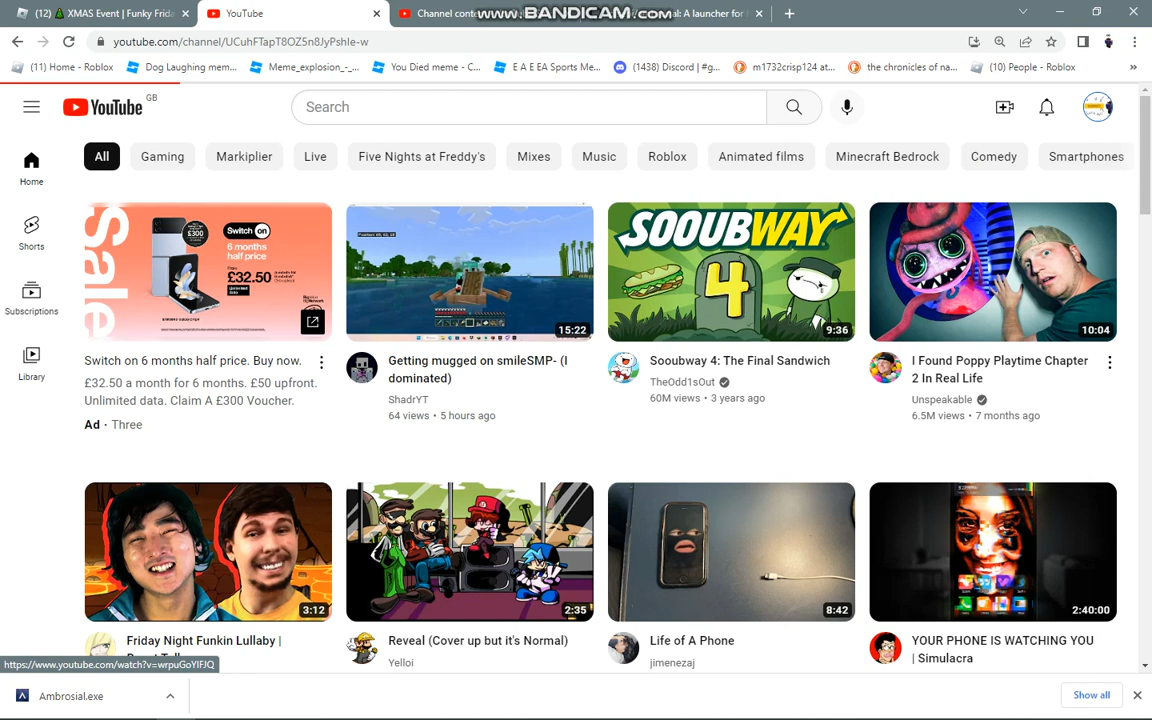 (12) 🎄 XMAS Event | Funky Frida
YouTube
Channel conte
www.BANDICAM.com
al: A launcher for
youtube.com/channel/UCuhFTapT8OZ5n8JyPshIe-w
(11) Home - Roblox
Dog Laughing mem...
Meme_explosion_-_...
You Died meme - C...
E A E EA Sports Me...
(1438) Discord | #g...
m1732crisp124 at...
the chronicles of na...
(10) People - Roblox
»
YouTube GB
Search
All
Gaming
Markiplier
Live
Five Nights at Freddy's
Mixes
Music
Roblox
Animated films
Minecraft Bedrock
Comedy
Smartphones
Home
Shorts
Subscriptions
Library
Sale
Switch on
6 months
half price
£32.50
£300
15:22
SOOUBWAY
4
9:36
10:04
Switch on 6 months half price. Buy now.
£32.50 a month for 6 months. £50 upfront.
Unlimited data. Claim A £300 Voucher.
Ad · Three
Getting mugged on smileSMP- (I
dominated)
ShadrYT
64 views • 5 hours ago
Sooubway 4: The Final Sandwich
TheOdd1sOut
60M views • 3 years ago
I Found Poppy Playtime Chapter
2 In Real Life
Unspeakable
6.5M views • 7 months ago
3:12
2:35
8:42
2:40:00
Friday Night Funkin Lullaby |
Reveal (Cover up but it's Normal)
Yelloi
Life of A Phone
jimenezaj
YOUR PHONE IS WATCHING YOU
| Simulacra
https://www.youtube.com/watch?v=wrpuGoYlFJQ
Ambrosial.exe
Show all